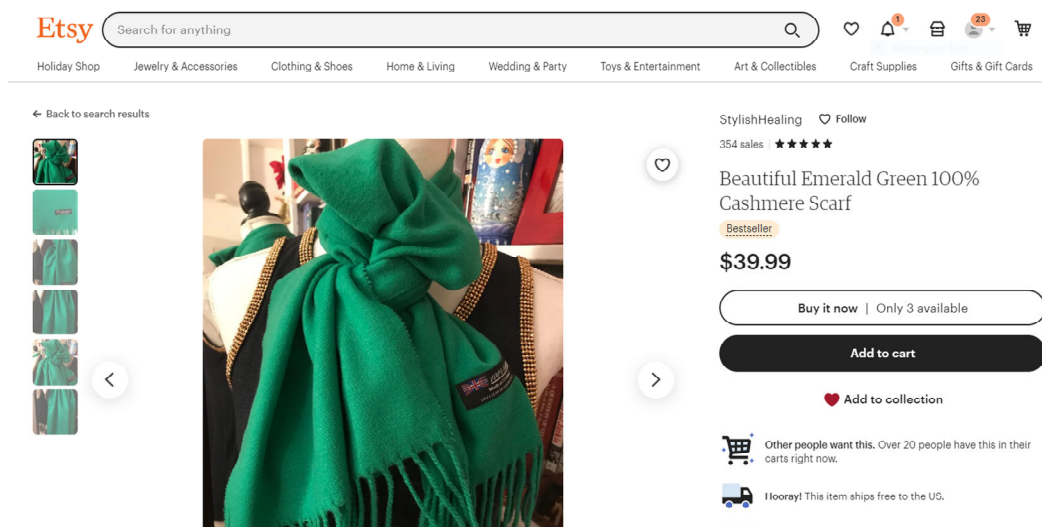 Etsy
Search for anything
1
23
Holiday Shop Jewelry & Accessories Clothing & Shoes Home & Living Wedding & Party Toys & Entertainment Art & Collectibles Craft Supplies Gifts & Gift Cards
← Back to search results
StylishHealing Follow
354 sales | ★★★★★
Beautiful Emerald Green 100%
Cashmere Scarf
Bestseller
$39.99
Buy it now | Only 3 available
Add to cart
Add to collection
Other people want this. Over 20 people have this in their
carts right now.
Hooray! This item ships free to the US.